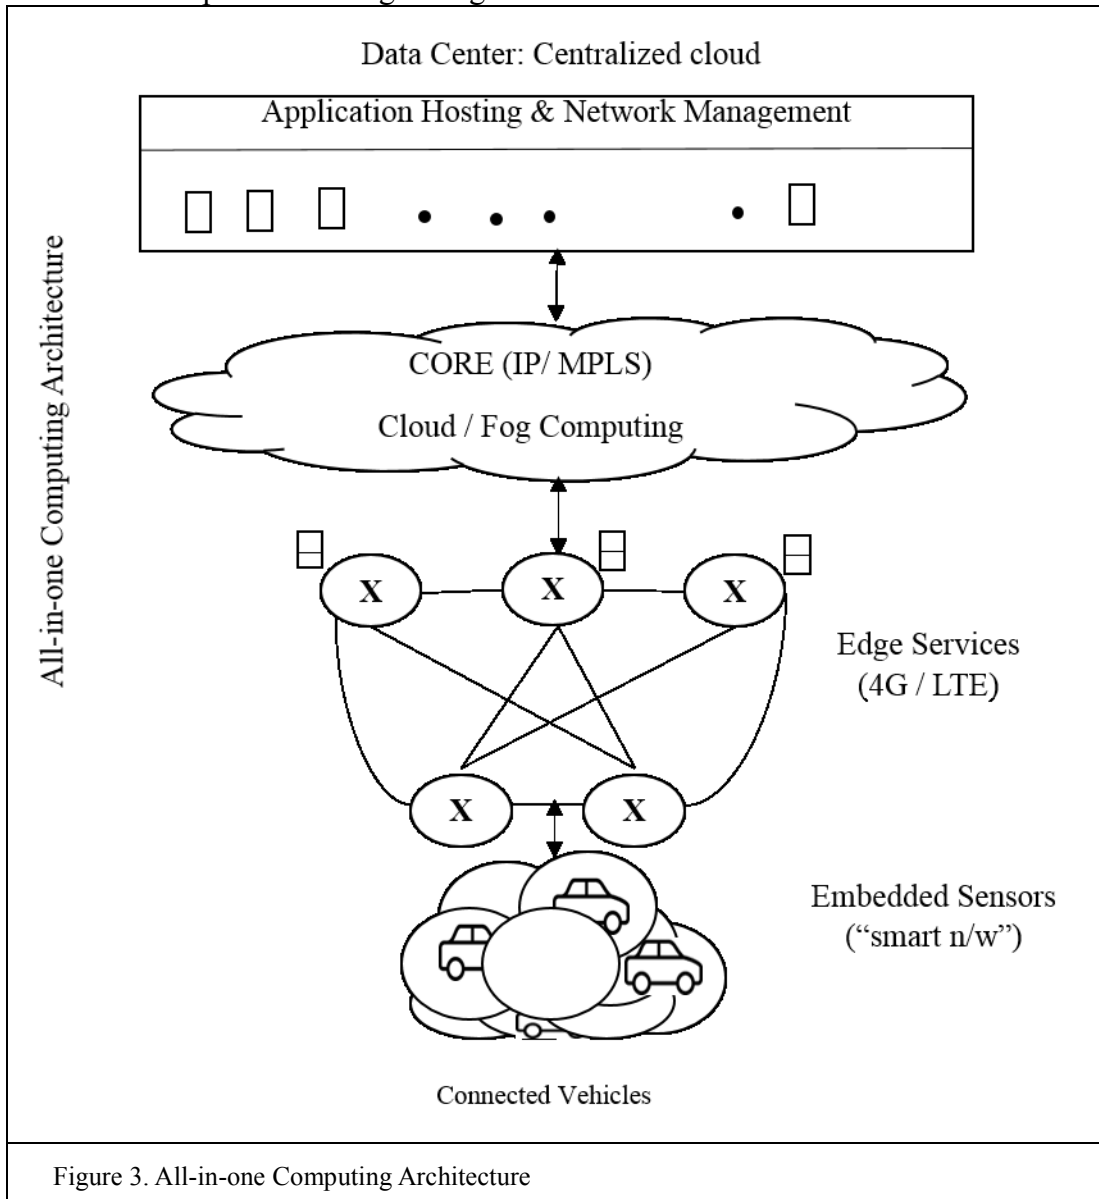 Data Center: Centralized cloud
Application Hosting & Network Management
All-in-one Computing Architecture
CORE (IP/ MPLS)
Cloud / Fog Computing
X
X
X
Edge Services
(4G / LTE)
X
X
Embedded Sensors
(“smart n/w”)
Connected Vehicles
Figure 3. All-in-one Computing Architecture